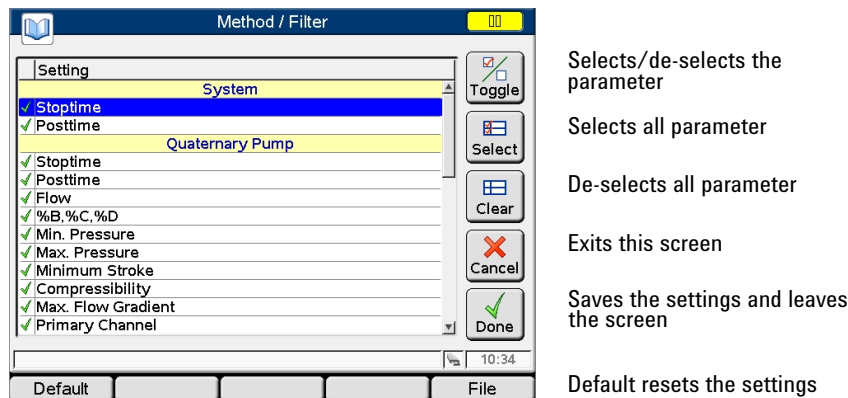 Method / Filter
Setting
System
Stoptime
Posttime
Quaternary Pump
Stoptime
Posttime
Flow
%B,%C,%D
Min. Pressure
Max. Pressure
Minimum Stroke
Compressibility
Max. Flow Gradient
Primary Channel
Toggle
Select
Clear
Cancel
Done
10:34
Default
File
Selects/de-selects the
parameter
Selects all parameter
De-selects all parameter
Exits this screen
Saves the settings and leaves
the screen
Default resets the settings